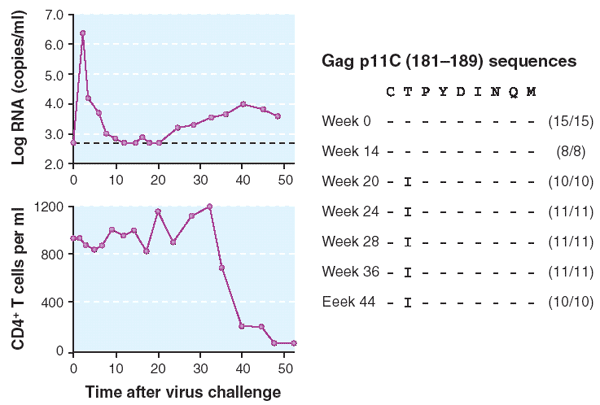 Log RNA (copies/ml)
7.0
6.0
5.0
4.0
3.0
2.0
0 10 20 30 40 50
CD4+ T cells per ml
1200
800
400
0
0 10 20 30 40 50
Time after virus challenge
Gag p11C (181–189) sequences
C T P Y D I N Q M
Week 0 - - - - - - - - - (15/15)
Week 14 - - - - - - - - - (8/8)
Week 20 - I - - - - - - - (10/10)
Week 24 - I - - - - - - - (11/11)
Week 28 - I - - - - - - - (11/11)
Week 36 - I - - - - - - - (11/11)
Eeek 44 - I - - - - - - - (10/10)